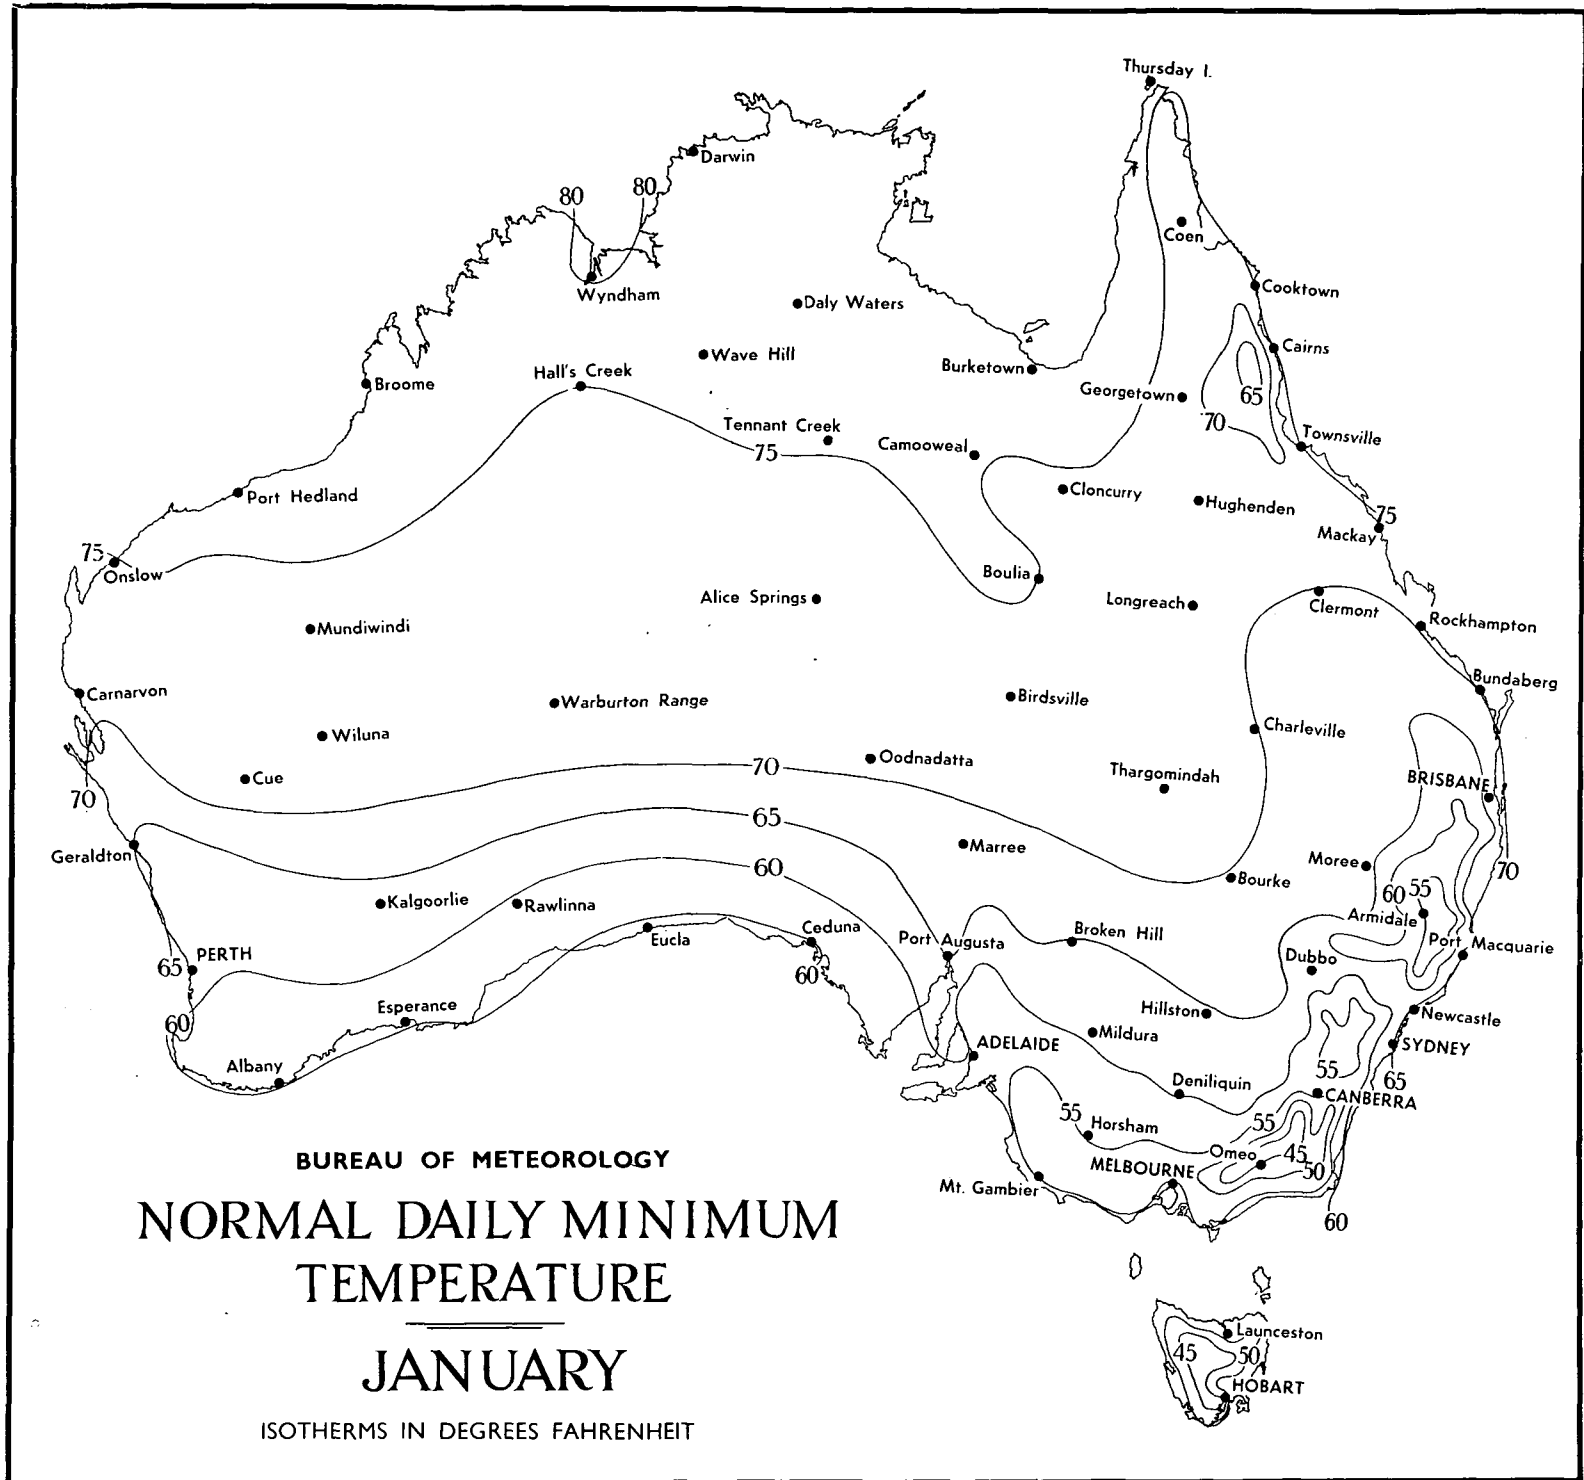 Thursday I.
Darwin
80
80
Coen
Wyndham
Cooktown
Daly Waters
Cairns
Wave Hill
Burketown
Hall's Creek
Broome
Georgetown
65
70
Tennant Creek
Townsville
Camooweal
75
Cloncurry
Port Hedland
Hughenden
75
Mackay
75
Onslow
Boulia
Alice Springs
Longreach
Clermont
Mundiwindi
Rockhampton
Bundaberg
Carnarvon
Warburton Range
Birdsville
Charleville
Wiluna
Oodnadatta
70
Thargomindah
Cue
BRISBANE
70
65
Marree
Geraldton
Moree
60
70
Bourke
60
55
Kalgoorlie
Rawlinna
Armidale
Ceduna
Broken Hill
Eucla
Port Augusta
Port Macquarie
PERTH
Dubbo
65
60
Esperance
Hillston
Newcastle
60
Mildura
ADELAIDE
SYDNEY
Albany
55
65
Deniliquin
CANBERRA
55
Horsham
55
Omeo
45
50
MELBOURNE
Mt. Gambier
60
BUREAU OF METEOROLOGY
NORMAL DAILY MINIMUM
TEMPERATURE
JANUARY
ISOTHERMS IN DEGREES FAHRENHEIT
Launceston
45
50
HOBART